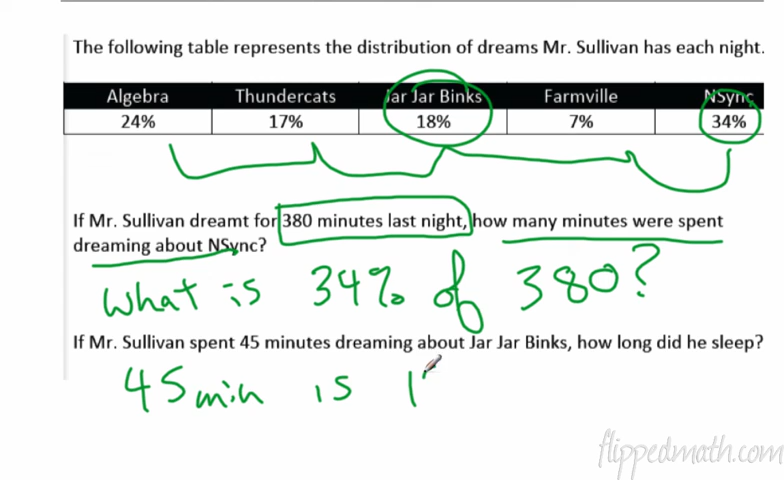 The following table represents the distribution of dreams Mr. Sullivan has each night.
Algebra Thundercats Jar Jar Binks Farmville NSync
24% 17% 18% 7% 34%
If Mr. Sullivan dreamt for 380 minutes last night, how many minutes were spent
dreaming about NSync?
What is 34% of 380?
If Mr. Sullivan spent 45 minutes dreaming about Jar Jar Binks, how long did he sleep?
45 min is 1
flippedmath.com